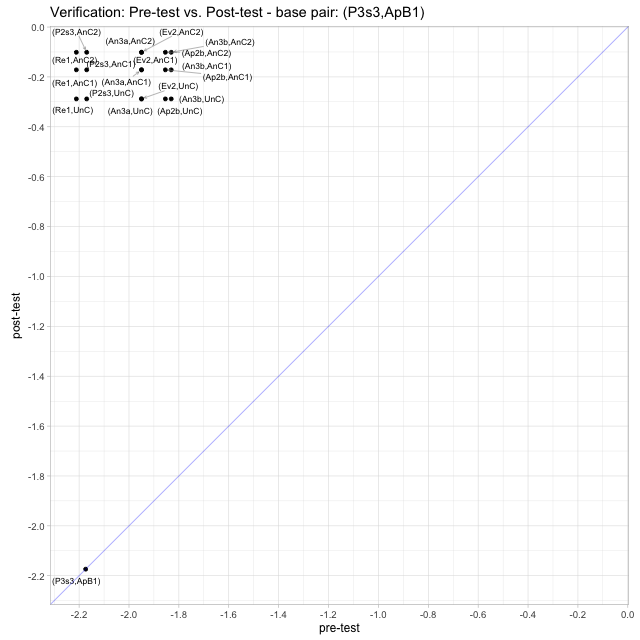 Verification: Pre-test vs. Post-test - base pair: (P3s3,ApB1)
0.0
(P2s3,AnC2)
(Ev2,AnC2)
(An3a,AnC2)
(An3b,AnC2)
(Ap2b,AnC2)
(Re1,AnC2)
(P2s3,AnC1)
(Ev2,AnC1)
(An3b,AnC1)
(Ap2b,AnC1)
-0.2
(Re1,AnC1)
(An3a,AnC1)
(Ev2,UnC)
(P2s3,UnC)
(An3b,UnC)
(Re1,UnC)
(An3a,UnC)
(Ap2b,UnC)
-0.4
-0.6
-0.8
-1.0
post-test
-1.2
-1.4
-1.6
-1.8
-2.0
-2.2
(P3s3,ApB1)
-2.2 -2.0 -1.8 -1.6 -1.4 -1.2 -1.0 -0.8 -0.6 -0.4 -0.2 0.0
pre-test